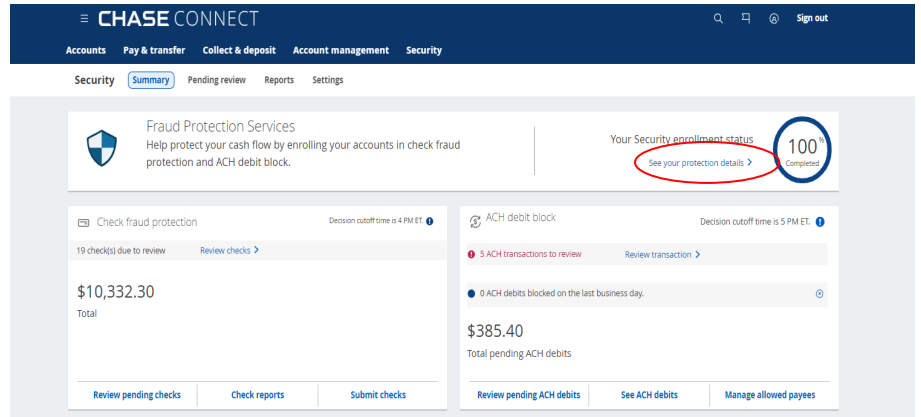 CHASE CONNECT
Sign out
Accounts Pay & transfer Collect & deposit Account management Security
Security Summary Pending review Reports Settings
Fraud Protection Services
Help protect your cash flow by enrolling your accounts in check fraud
protection and ACH debit block.
Your Security enrollment status
See your protection details >
100%
Completed
Check fraud protection
Decision cutoff time is 4 PM ET.
19 check(s) due to review Review checks >
$10,332.30
Total
Review pending checks Check reports Submit checks
ACH debit block
Decision cutoff time is 5 PM ET.
5 ACH transactions to review Review transaction >
0 ACH debits blocked on the last business day.
$385.40
Total pending ACH debits
Review pending ACH debits See ACH debits Manage allowed payees